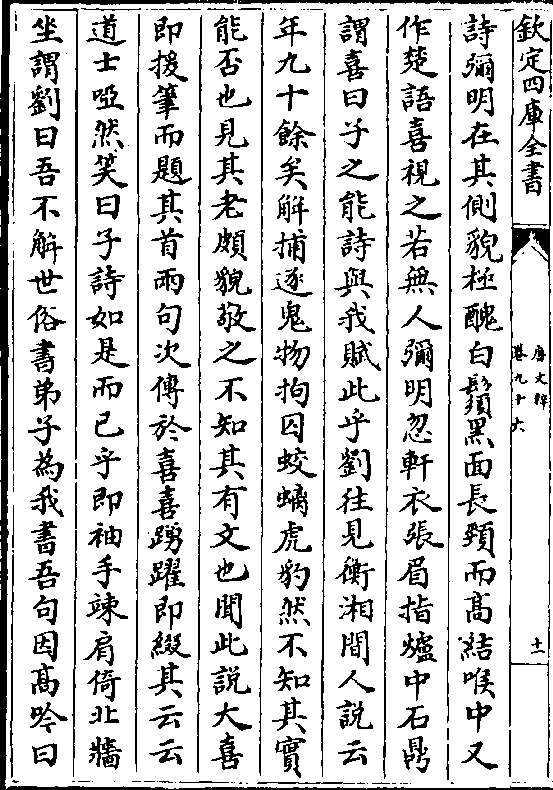 欽定四庫全書
唐文粹
卷九十六
十一
詩彌明在其側貌極醜白鬚黒面長頸而髙結喉中又
作楚語喜視之若無人彌明忽軒衣張眉指爐中石鼎
謂喜曰子之能詩與我賦此乎劉往見衡湘間人說云
年九十餘矣解捕逐鬼物拘囚蛟螭虎豹然不知其實
能否也見其老頗貌敬之不知其有文也聞此説大喜
即援筆而題其首兩句次傳於喜喜踴躍即綴其云云
道士啞然笑曰子詩如是而已乎即袖手竦肩倚北牆
坐謂劉曰吾不解世俗書弟子為我書吾句因髙吟曰